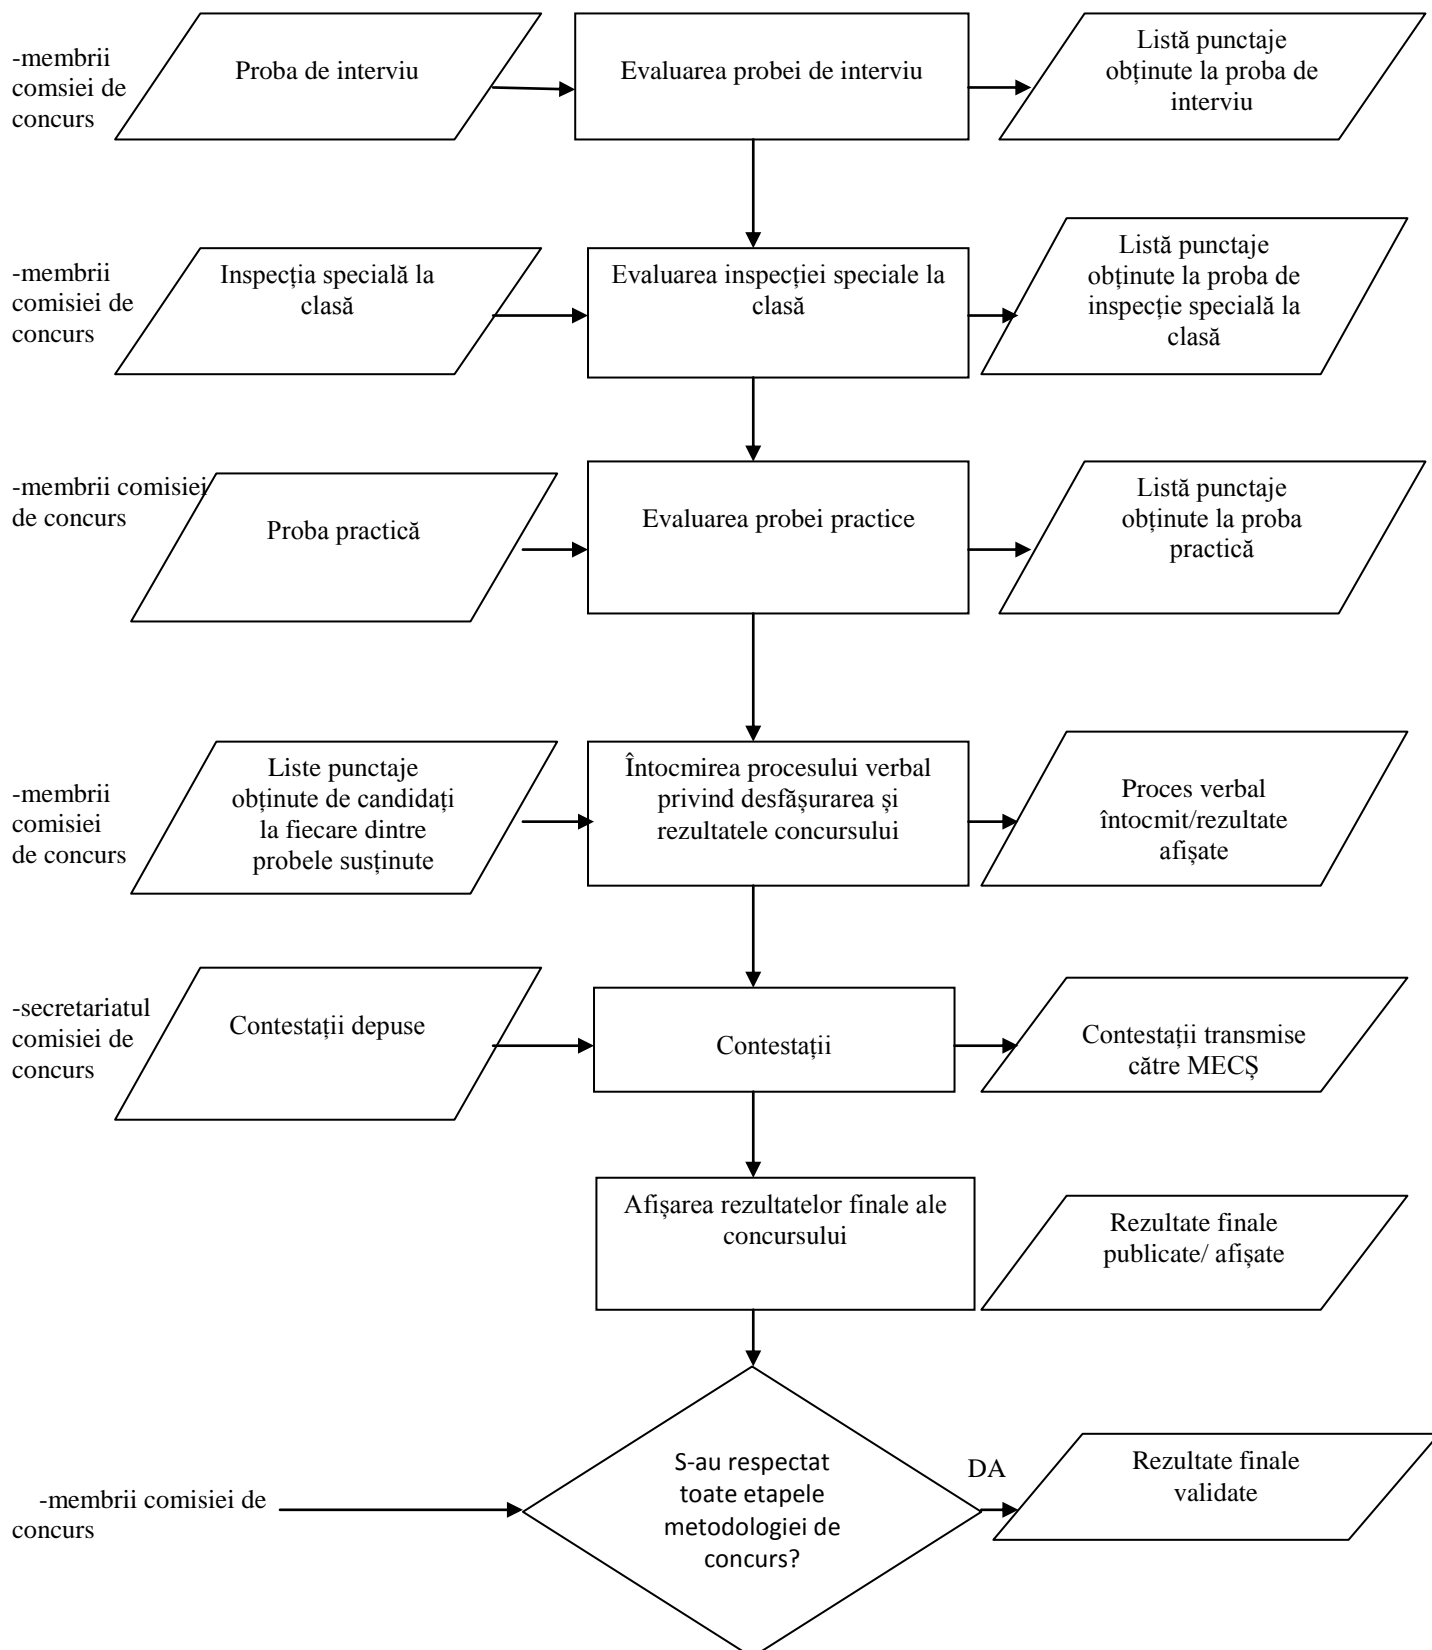 -membrii
comsiei de
concurs
Proba de interviu
Evaluarea probei de interviu
Listă punctaje
obținute la proba de
interviu
-membrii
comisiei de
concurs
Inspecția specială la
clasă
Evaluarea inspecției speciale la
clasă
Listă punctaje
obținute la proba de
inspecție specială la
clasă
-membrii comisiei
de concurs
Proba practică
Evaluarea probei practice
Listă punctaje
obținute la proba
practică
-membrii
comisiei
de concurs
Liste punctaje
obținute de candidați
la fiecare dintre
probele susținute
Întocmirea procesului verbal
privind desfășurarea și
rezultatele concursului
Proces verbal
întocmit/rezultate
afișate
-secretariatul
comisiei de
concurs
Contestații depuse
Contestații
Contestații transmise
către MECȘ
Afișarea rezultatelor finale ale
concursului
Rezultate finale
publicate/ afișate
-membrii comisiei de
concurs
S-au respectat
toate etapele
metodologiei de
concurs?
DA
Rezultate finale
validate